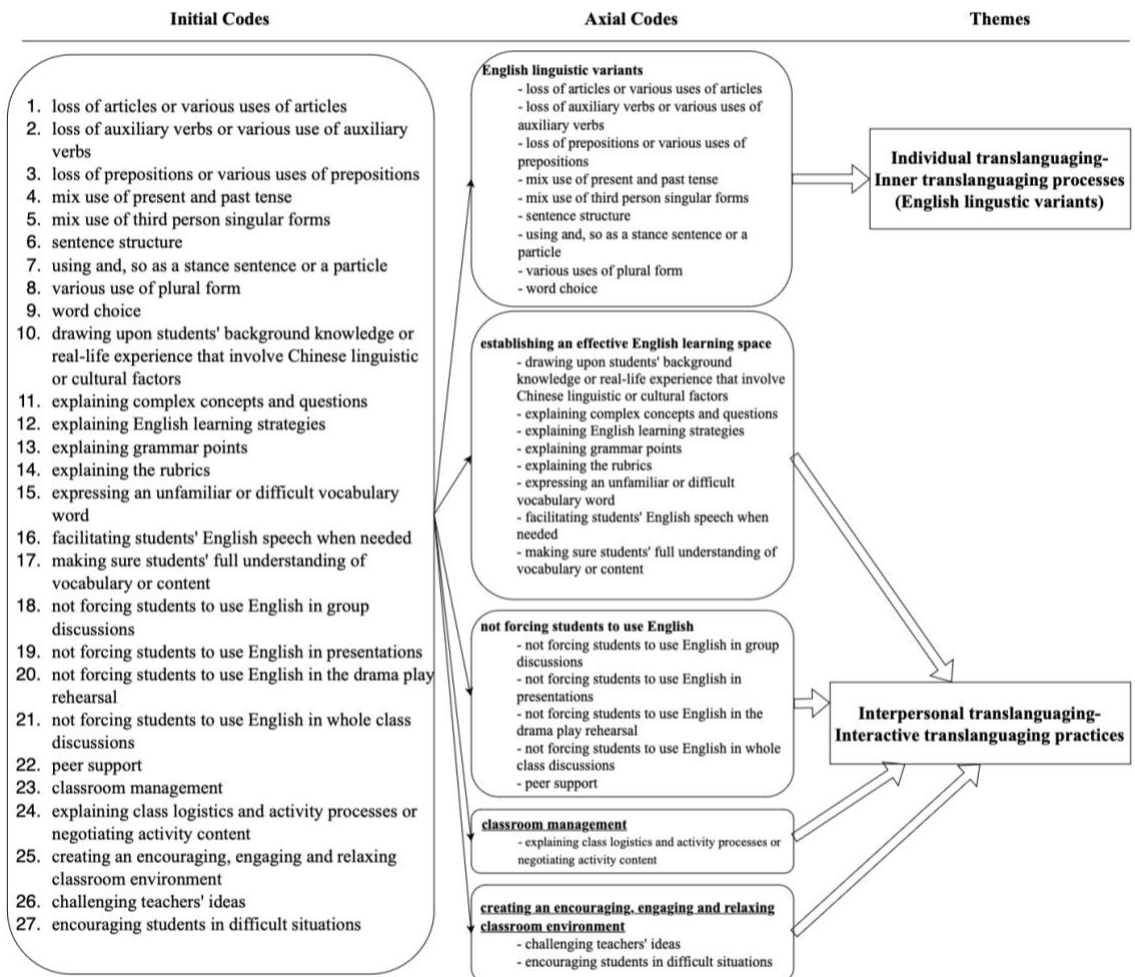 Initial Codes
Axial Codes
Themes
1. loss of articles or various uses of articles
2. loss of auxiliary verbs or various use of auxiliary
verbs
3. loss of prepositions or various uses of prepositions
4. mix use of present and past tense
5. mix use of third person singular forms
6. sentence structure
7. using and, so as a stance sentence or a particle
8. various use of plural form
9. word choice
10. drawing upon students' background knowledge or
real-life experience that involve Chinese linguistic
or cultural factors
11. explaining complex concepts and questions
12. explaining English learning strategies
13. explaining grammar points
14. explaining the rubrics
15. expressing an unfamiliar or difficult vocabulary
word
16. facilitating students' English speech when needed
17. making sure students' full understanding of
vocabulary or content
18. not forcing students to use English in group
discussions
19. not forcing students to use English in presentations
20. not forcing students to use English in the drama play
rehearsal
21. not forcing students to use English in whole class
discussions
22. peer support
23. classroom management
24. explaining class logistics and activity processes or
negotiating activity content
25. creating an encouraging, engaging and relaxing
classroom environment
26. challenging teachers' ideas
27. encouraging students in difficult situations
English linguistic variants
- loss of articles or various uses of articles
- loss of auxiliary verbs or various uses of
auxiliary verbs
- loss of prepositions or various uses of
prepositions
- mix use of present and past tense
- mix use of third person singular forms
- sentence structure
- using and, so as a stance sentence or a
particle
- various uses of plural form
- word choice
establishing an effective English learning space
- drawing upon students' background
knowledge or real-life experience that involve
Chinese linguistic or cultural factors
- explaining complex concepts and questions
- explaining English learning strategies
- explaining grammar points
- explaining the rubrics
- expressing an unfamiliar or difficult
vocabulary word
- facilitating students' English speech when
needed
- making sure students' full understanding of
vocabulary or content
not forcing students to use English
- not forcing students to use English in group
discussions
- not forcing students to use English in
presentations
- not forcing students to use English in the
drama play rehearsal
- not forcing students to use English in whole
class discussions
- peer support
classroom management
- explaining class logistics and activity processes or
negotiating activity content
creating an encouraging, engaging and relaxing
classroom environment
- challenging teachers' ideas
- encouraging students in difficult situations
Individual translanguaging-
Inner translanguaging processes
(English lingustic variants)
Interpersonal translanguaging-
Interactive translanguaging practices